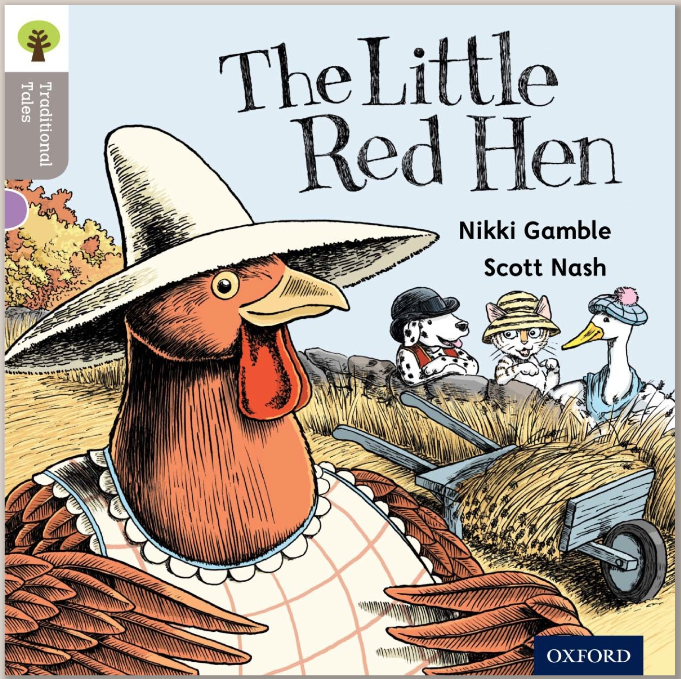 Traditional
Tales
The Little
Red Hen
Nikki Gamble
Scott Nash
OXFORD